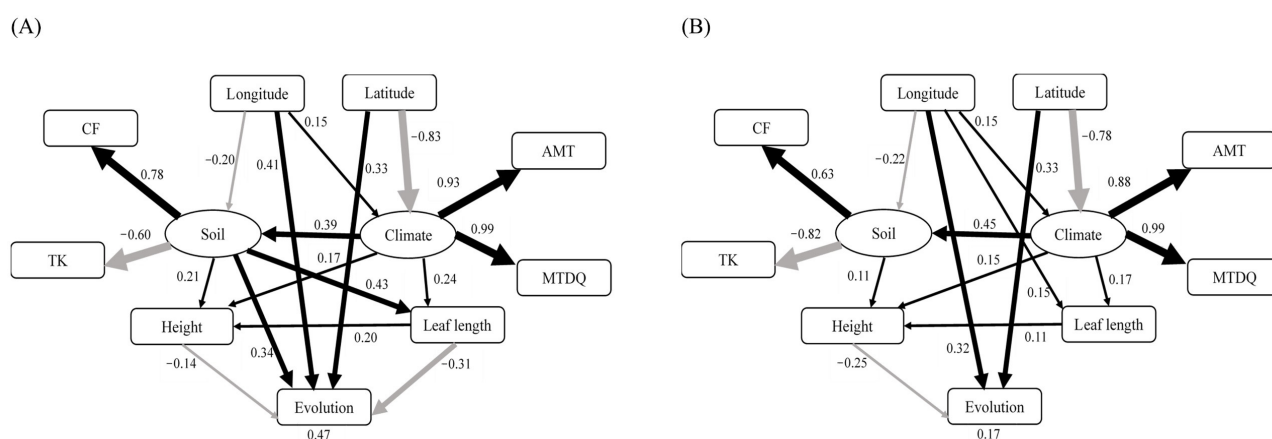 (A)
Longitude
Latitude
CF
0.15
−0.83
AMT
−0.20
0.41
0.33
0.93
0.78
Soil
0.39
Climate
0.99
−0.60
TK
MTDQ
0.21
0.17
0.43
0.24
Height
0.20
Leaf length
−0.14
0.34
−0.31
Evolution
0.47
(B)
Longitude
Latitude
CF
0.15
−0.78
AMT
−0.22
0.33
0.88
0.63
Soil
0.45
Climate
0.99
−0.82
TK
MTDQ
0.11
0.15
0.15
0.17
Height
0.11
Leaf length
−0.25
0.32
Evolution
0.17